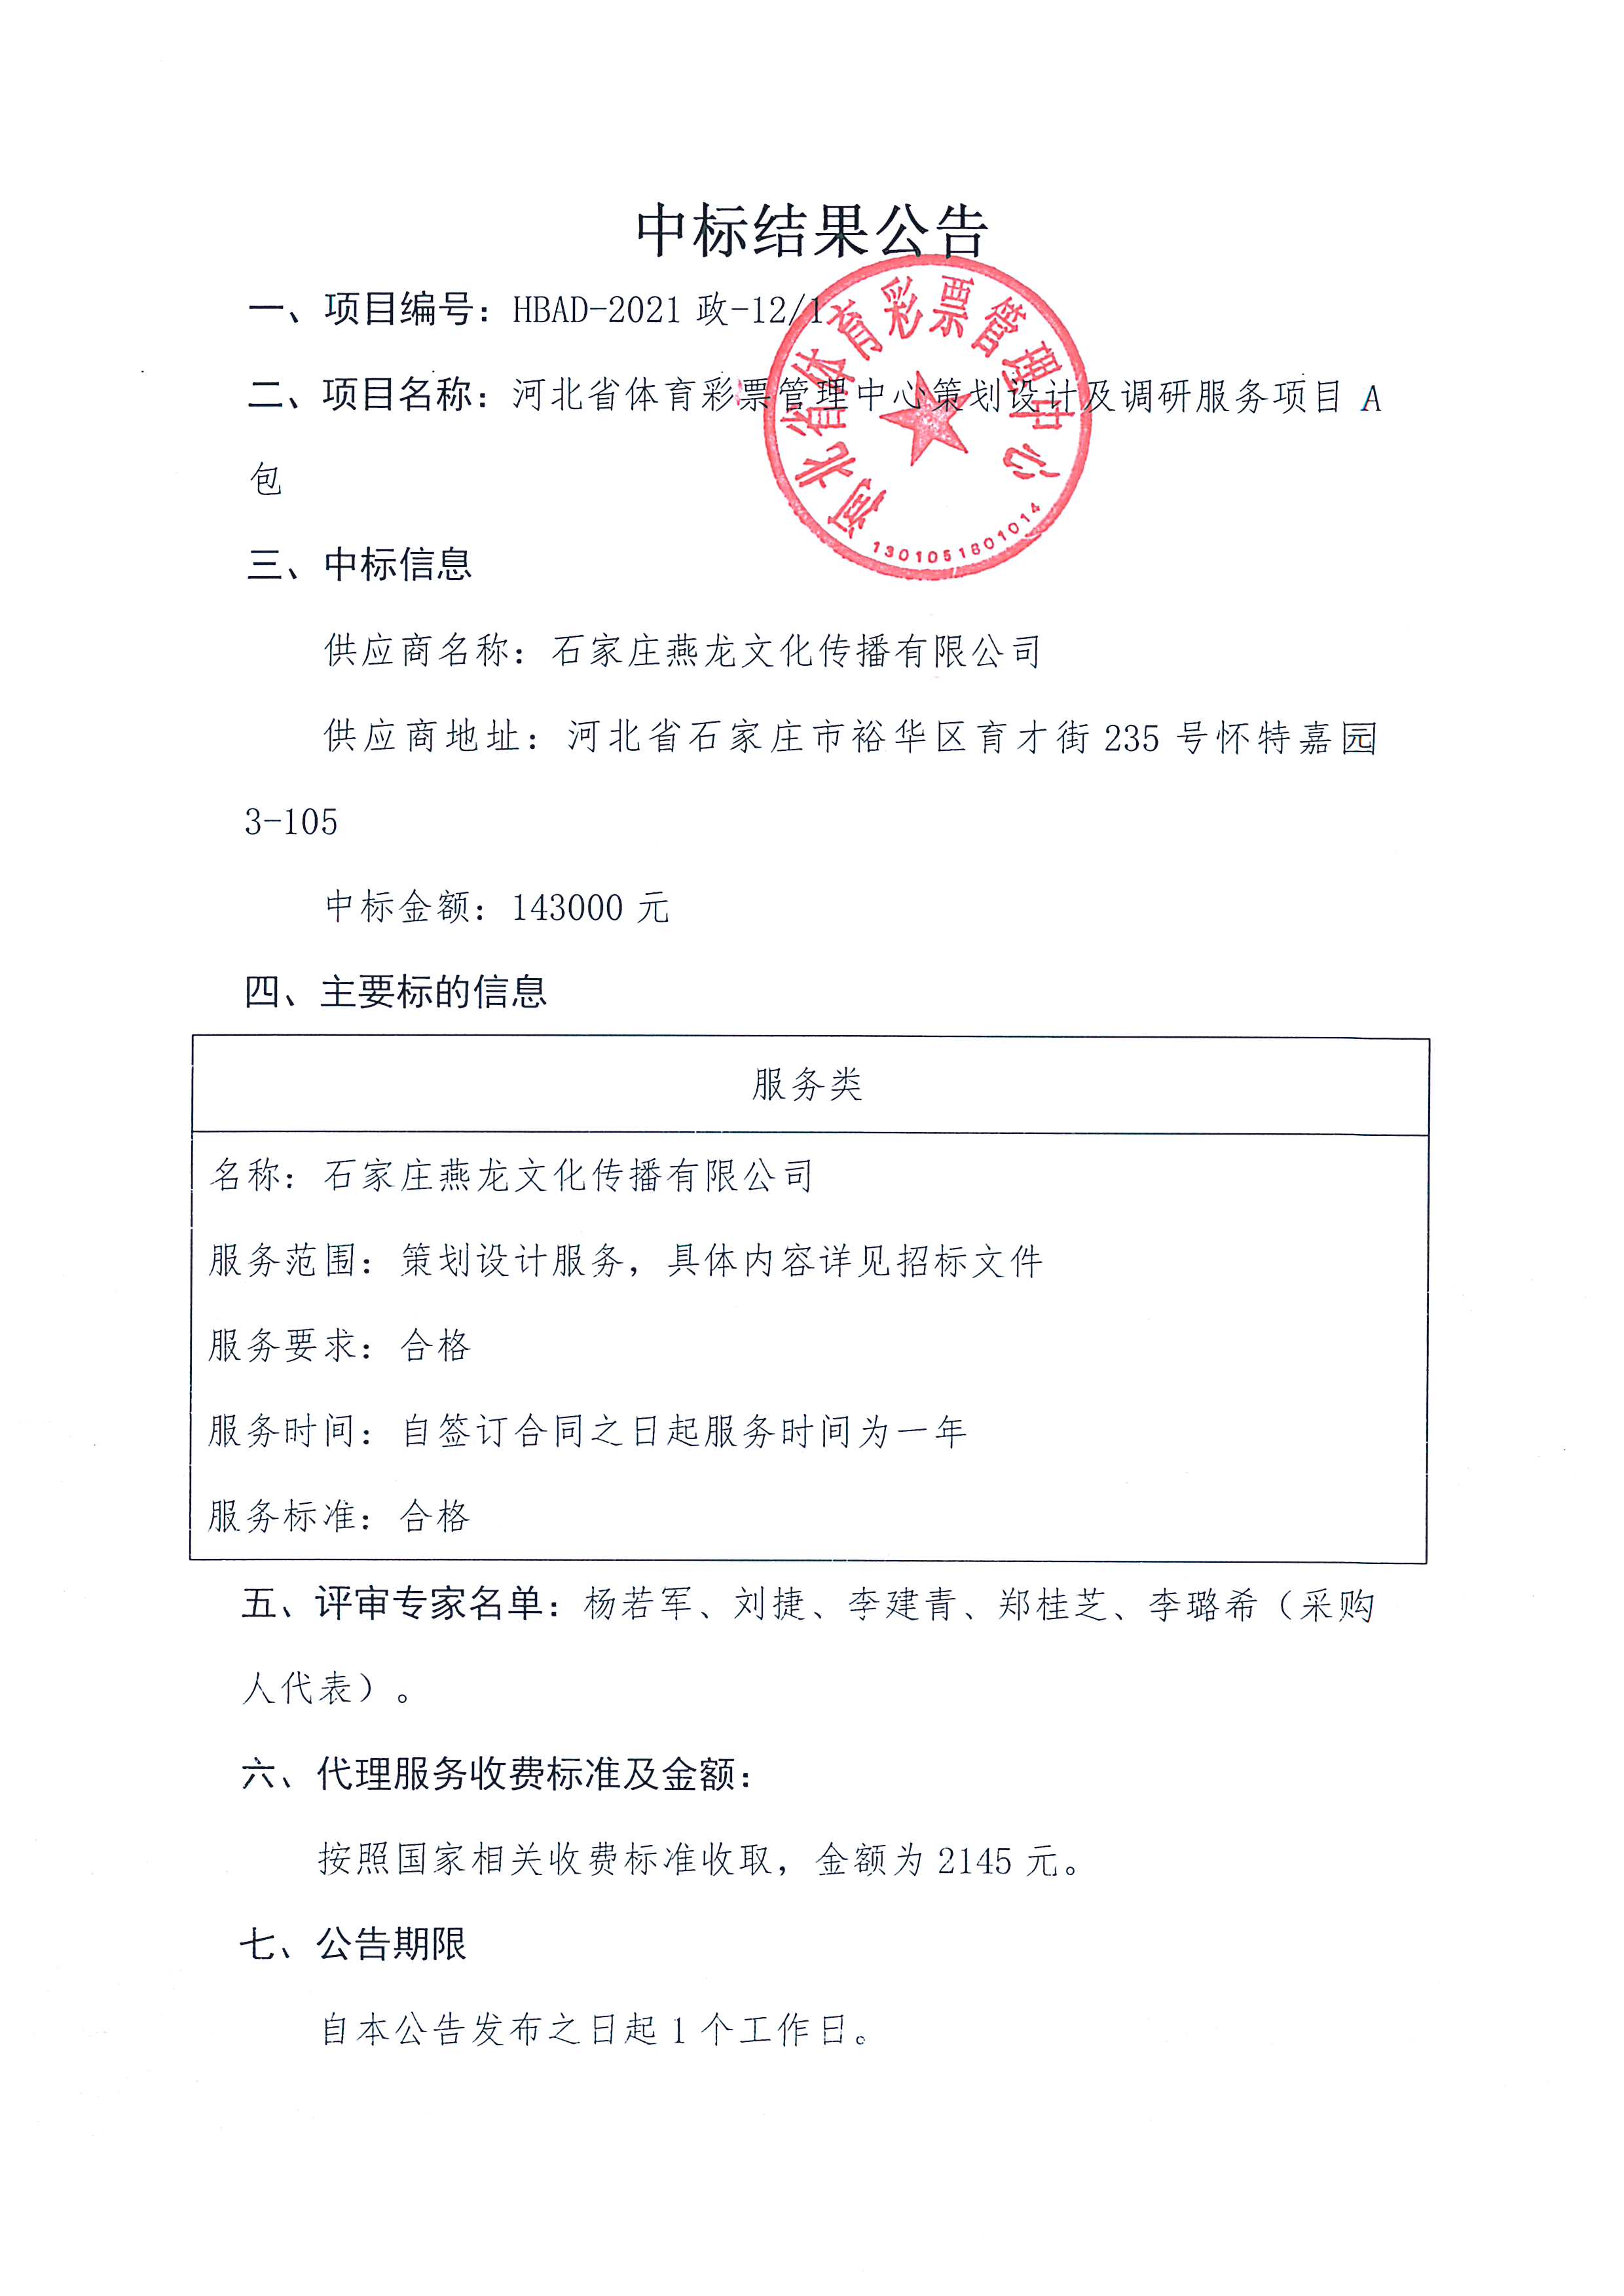 中标结果公告
一、项目编号：HBAD-2021 政-12/1
二、项目名称：河北省体育彩票管理中心策划设计及调研服务项目 A
包
河北省体育彩票管理中心
1301051801014
三、中标信息
供应商名称：石家庄燕龙文化传播有限公司
供应商地址：河北省石家庄市裕华区育才街 235 号怀特嘉园
3-105
中标金额：143000 元
四、主要标的信息
服务类
名称：石家庄燕龙文化传播有限公司
服务范围：策划设计服务，具体内容详见招标文件
服务要求：合格
服务时间：自签订合同之日起服务时间为一年
服务标准：合格
五、评审专家名单：杨若军、刘捷、李建青、郑桂芝、李璐希（采购
人代表）。
六、代理服务收费标准及金额：
按照国家相关收费标准收取，金额为 2145 元。
七、公告期限
自本公告发布之日起 1 个工作日。